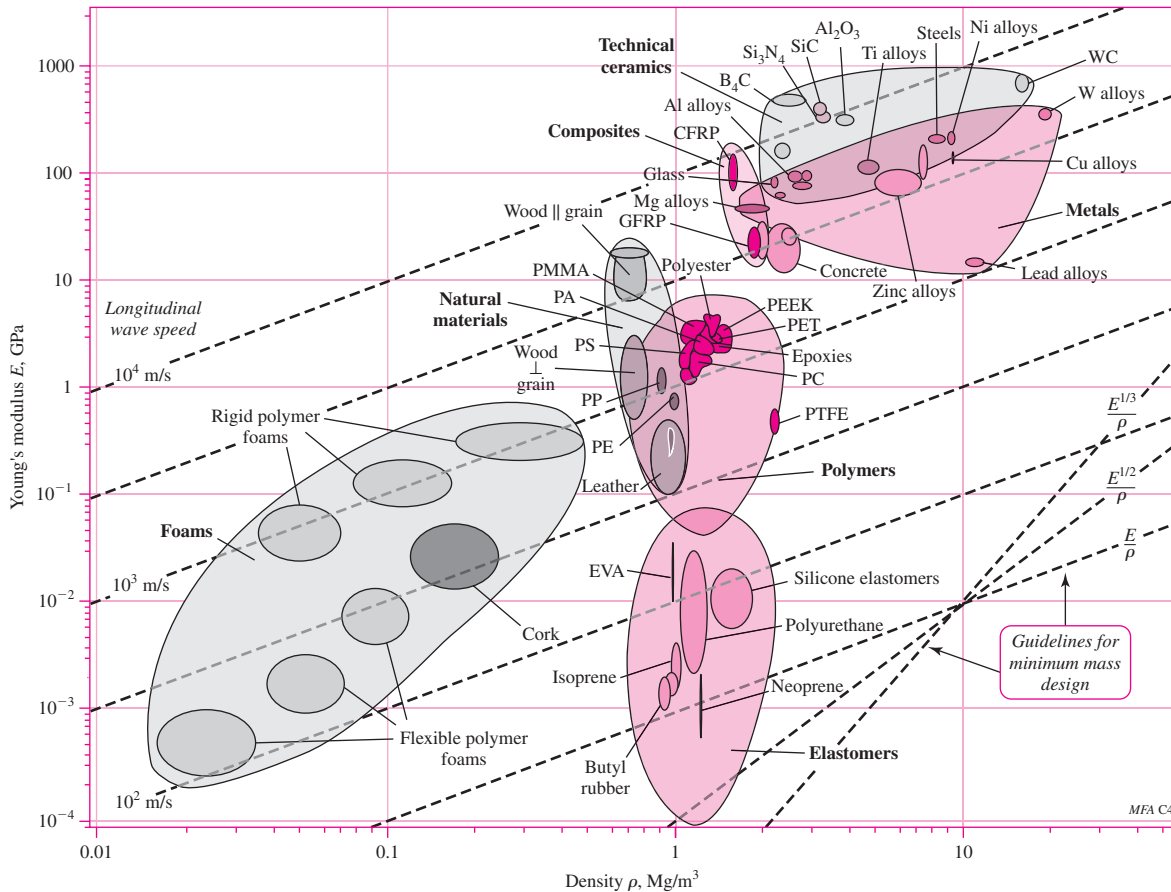 Technical
ceramics
Si₃N₄
SiC
Al₂O₃
Ti alloys
Steels
Ni alloys
WC
B₄C
Al alloys
W alloys
Composites
CFRP
Glass
Cu alloys
Mg alloys
Wood || grain
GFRP
Metals
PMMA
Polyester
Concrete
Lead alloys
Zinc alloys
Longitudinal
wave speed
Natural
materials
PA
PEEK
PET
PS
Epoxies
Wood
⊥
grain
PC
PP
PTFE
PE
Leather
Polymers
Rigid polymer
foams
Foams
10⁴ m/s
10³ m/s
10² m/s
E^{1/3}
ρ
E^{1/2}
ρ
E
ρ
EVA
Silicone elastomers
Cork
Polyurethane
Isoprene
Neoprene
Guidelines for
minimum mass
design
Flexible polymer
foams
Butyl
rubber
Elastomers
MFA C4
1000
100
10
1
10⁻¹
10⁻²
10⁻³
10⁻⁴
Young's modulus E, GPa
0.01
0.1
1
10
Density ρ, Mg/m³